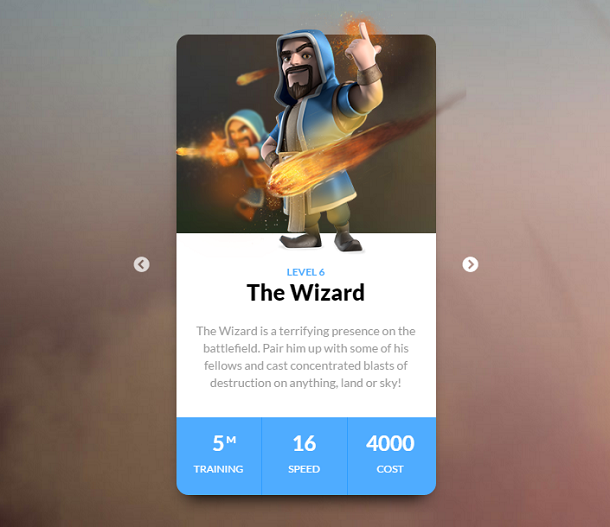 LEVEL 6
The Wizard
The Wizard is a terrifying presence on the
battlefield. Pair him up with some of his
fellows and cast concentrated blasts of
destruction on anything, land or sky!
5M 16 4000
TRAINING SPEED COST